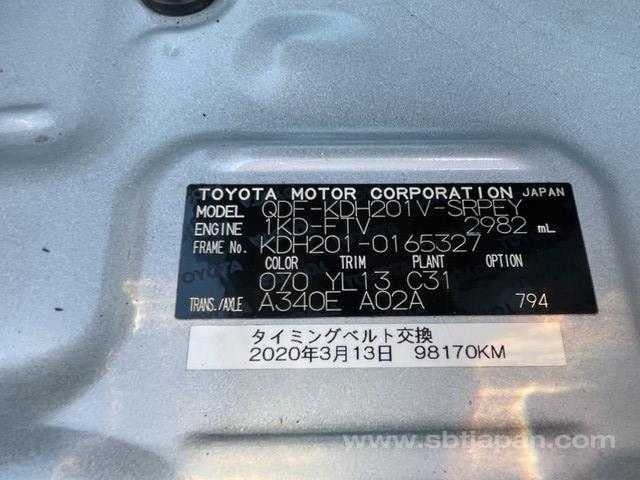 TOYOTA MOTOR CORPORATION JAPAN
MODEL QDF-KDH201V-SRPEY
ENGINE 1KD-FTV 2982 mL
FRAME No. KDH201-0165327
COLOR TRIM PLANT OPTION
070 YL13 C31
TRANS./AXLE A340E A02A 794
タイミングベルト交換
2020年3月13日 98170KM
www.sbtjapan.com